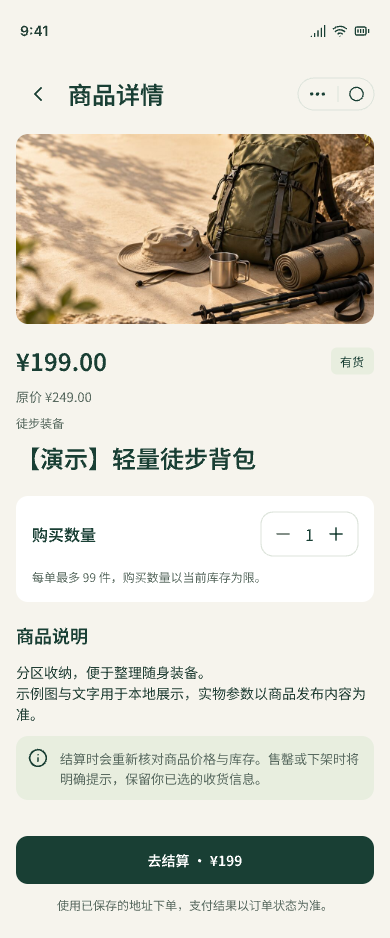 9:41
商品详情
¥199.00
有货
原价 ¥249.00
徒步装备
【演示】轻量徒步背包
购买数量
1
每单最多 99 件，购买数量以当前库存为限。
商品说明
分区收纳，便于整理随身装备。
示例图与文字用于本地展示，实物参数以商品发布内容为
准。
结算时会重新核对商品价格与库存。售罄或下架时将
明确提示，保留你已选的收货信息。
去结算 · ¥199
使用已保存的地址下单，支付结果以订单状态为准。